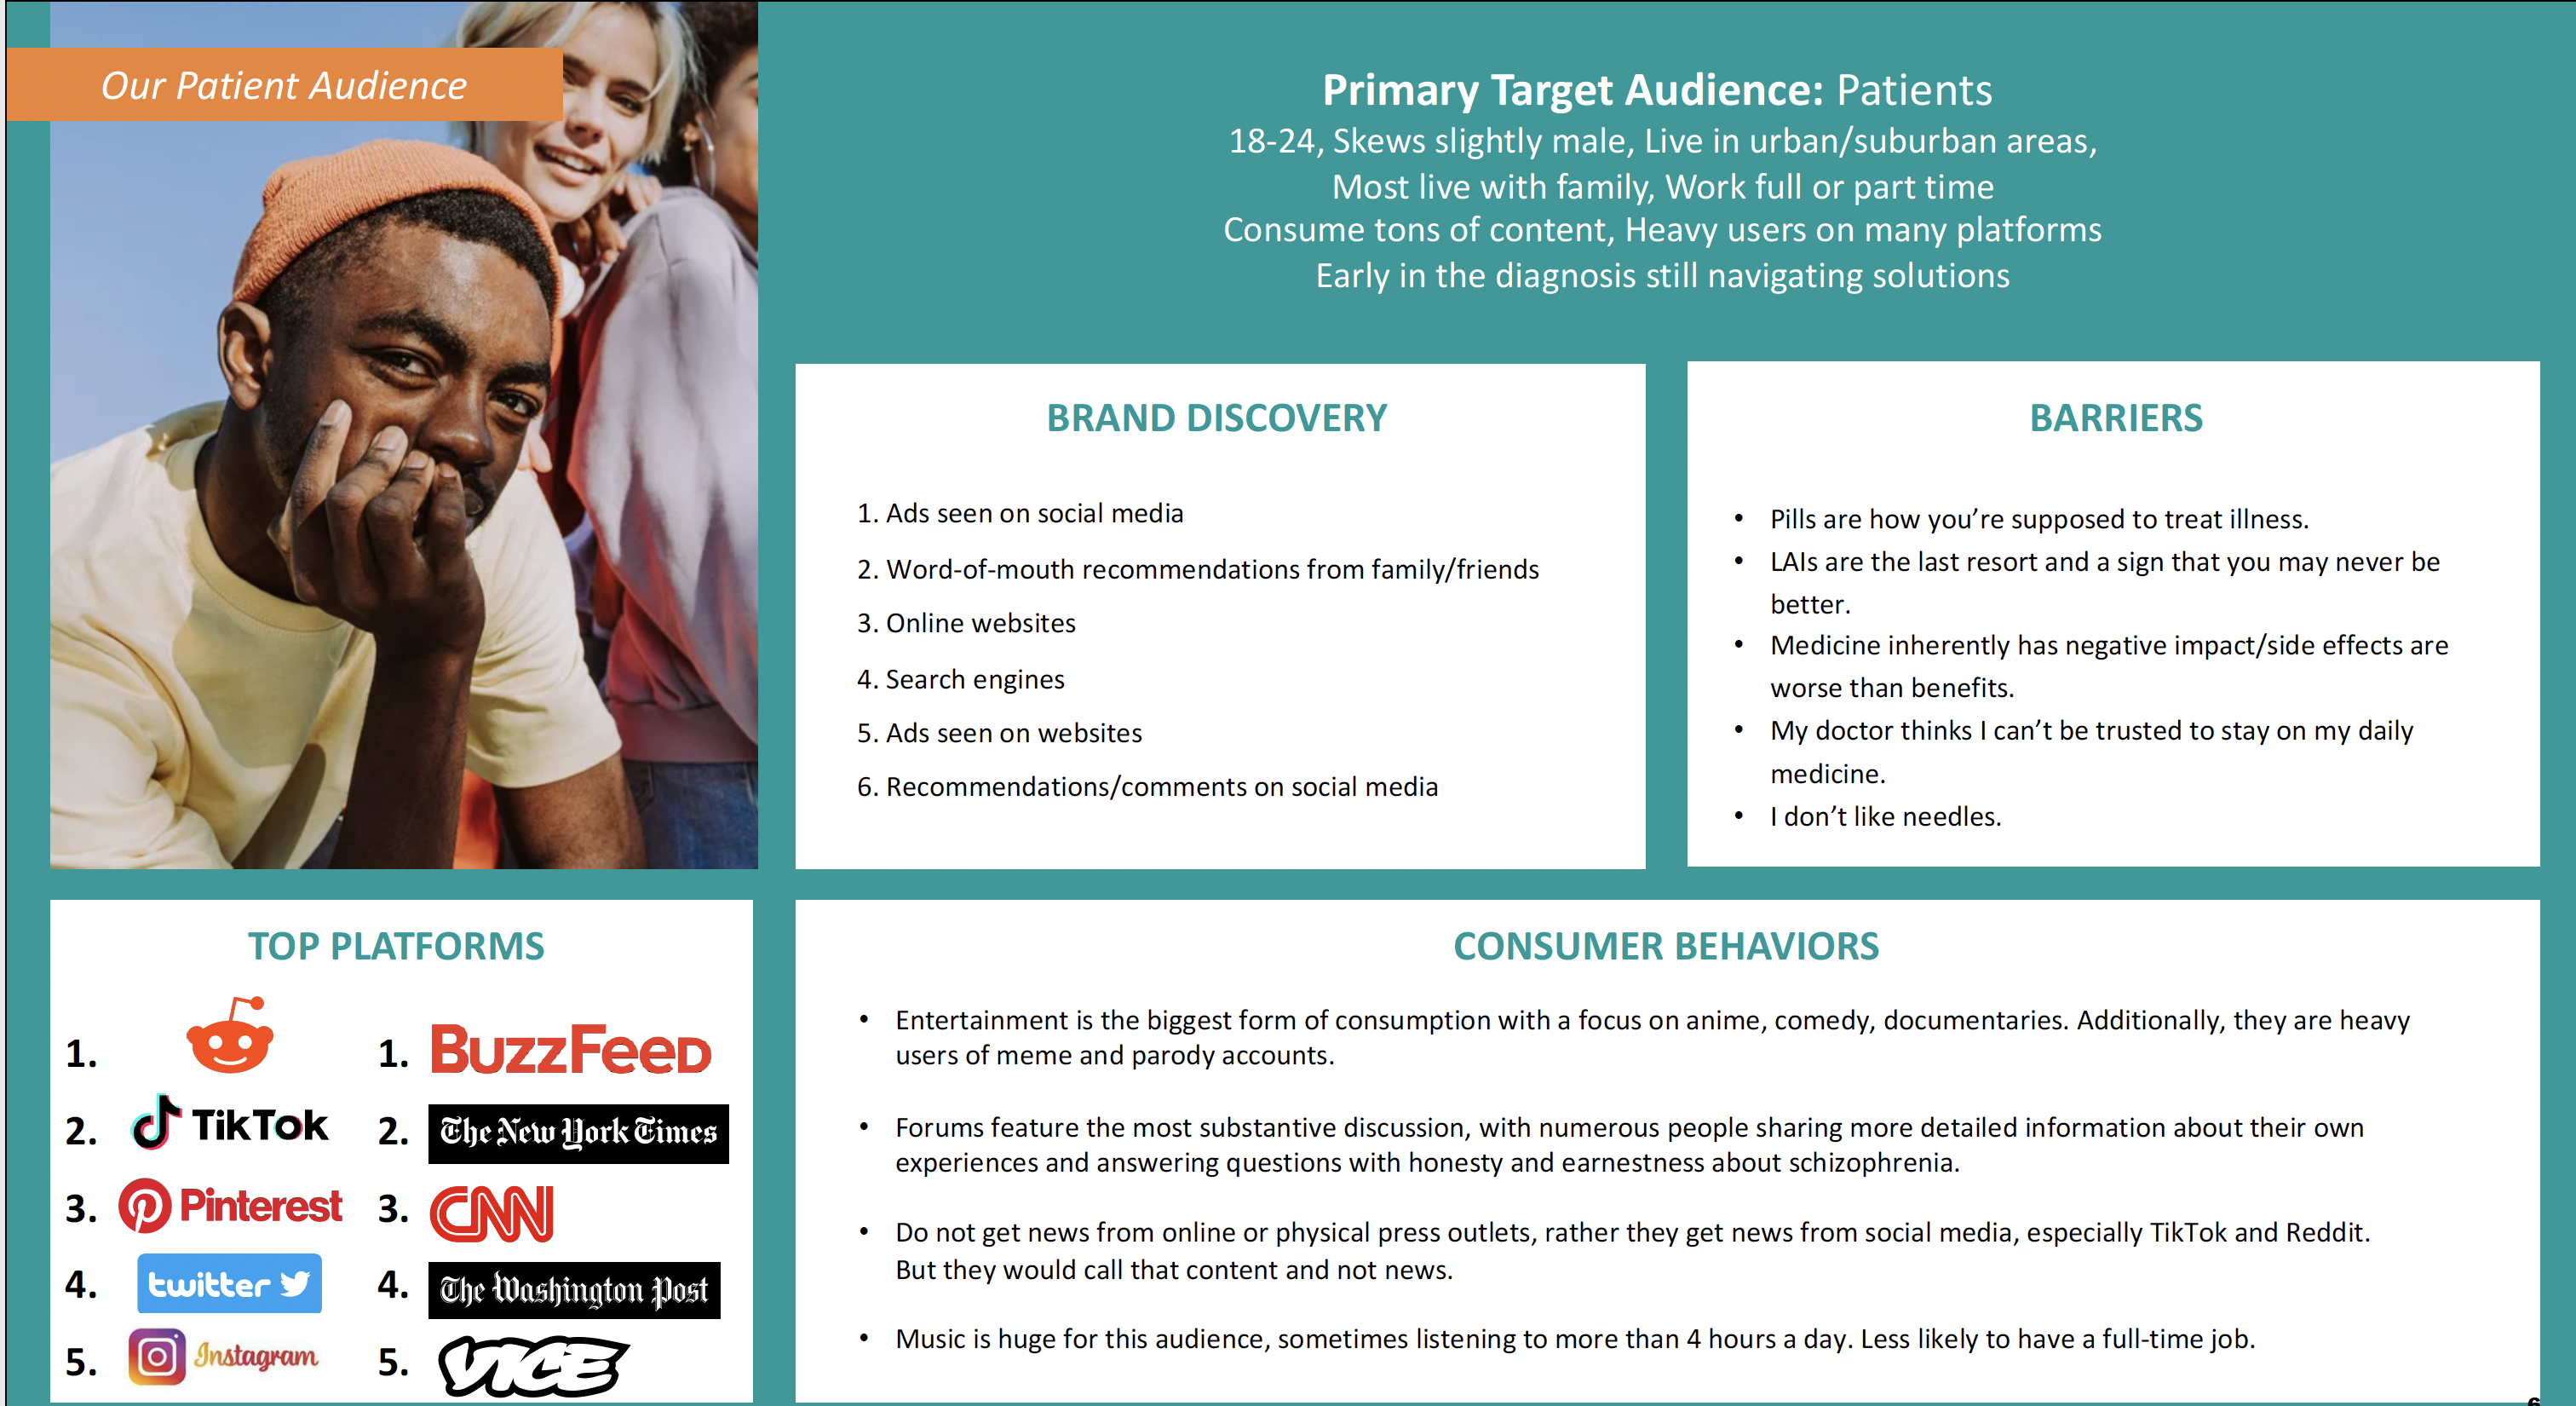 Our Patient Audience
Primary Target Audience: Patients
18-24, Skews slightly male, Live in urban/suburban areas,
Most live with family, Work full or part time
Consume tons of content, Heavy users on many platforms
Early in the diagnosis still navigating solutions
BRAND DISCOVERY
1. Ads seen on social media
2. Word-of-mouth recommendations from family/friends
3. Online websites
4. Search engines
5. Ads seen on websites
6. Recommendations/comments on social media
BARRIERS
• Pills are how you’re supposed to treat illness.
• LAIs are the last resort and a sign that you may never be
better.
• Medicine inherently has negative impact/side effects are
worse than benefits.
• My doctor thinks I can’t be trusted to stay on my daily
medicine.
• I don’t like needles.
TOP PLATFORMS
1.
2. TikTok
3. Pinterest
4. twitter
5. Instagram
1. BuzzFeed
2. The New York Times
3. CNN
4. The Washington Post
5. VICE
CONSUMER BEHAVIORS
• Entertainment is the biggest form of consumption with a focus on anime, comedy, documentaries. Additionally, they are heavy
users of meme and parody accounts.
• Forums feature the most substantive discussion, with numerous people sharing more detailed information about their own
experiences and answering questions with honesty and earnestness about schizophrenia.
• Do not get news from online or physical press outlets, rather they get news from social media, especially TikTok and Reddit.
But they would call that content and not news.
• Music is huge for this audience, sometimes listening to more than 4 hours a day. Less likely to have a full-time job.